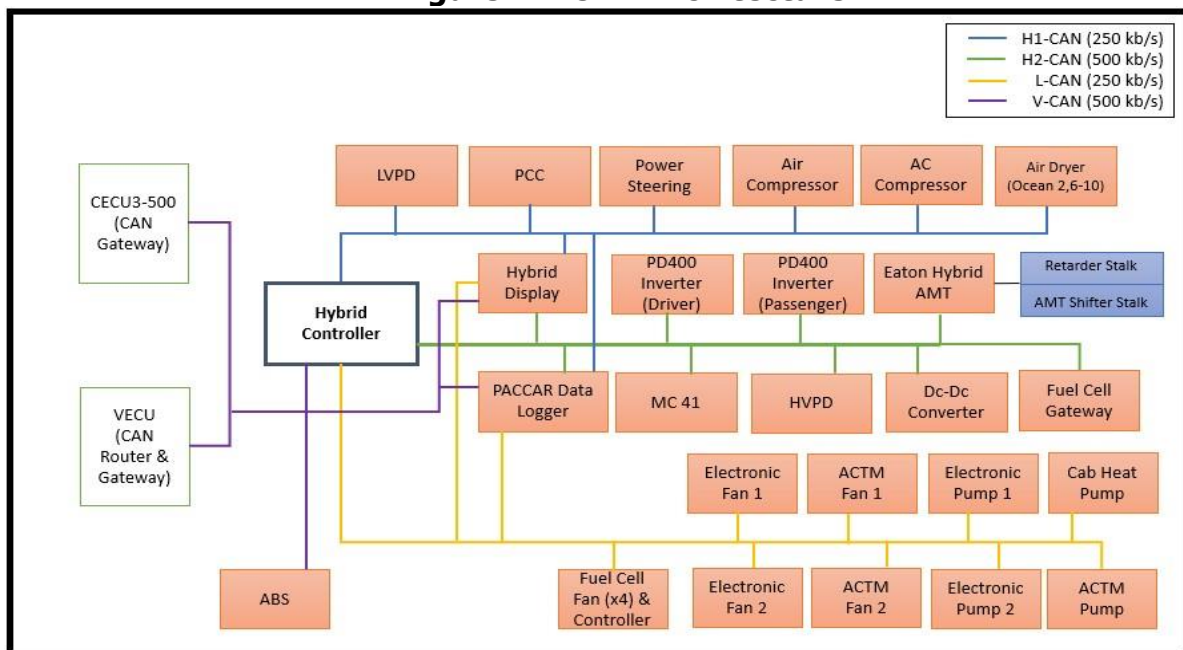 H1-CAN (250 kb/s)
H2-CAN (500 kb/s)
L-CAN (250 kb/s)
V-CAN (500 kb/s)
CECU3-500
(CAN
Gateway)
LVPD
PCC
Power
Steering
Air
Compressor
AC
Compressor
Air Dryer
(Ocean 2,6-10)
Hybrid
Controller
Hybrid
Display
PD400
Inverter
(Driver)
PD400
Inverter
(Passenger)
Eaton Hybrid
AMT
Retarder Stalk
AMT Shifter Stalk
VECU
(CAN
Router &
Gateway)
PACCAR Data
Logger
MC 41
HVPD
Dc-Dc
Converter
Fuel Cell
Gateway
Electronic
Fan 1
ACTM
Fan 1
Electronic
Pump 1
Cab Heat
Pump
ABS
Fuel Cell
Fan (x4) &
Controller
Electronic
Fan 2
ACTM
Fan 2
Electronic
Pump 2
ACTM
Pump